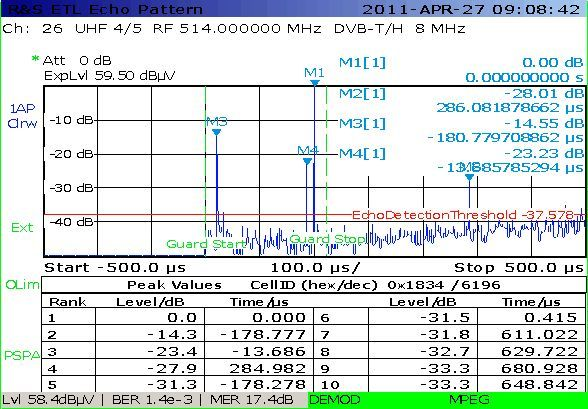 R&S ETL Echo Pattern 2011-APR-27 09:08:42
Ch: 26 UHF 4/5 RF 514.000000 MHz DVB-T/H 8 MHz
* Att 0 dB
ExpLvl 59.50 dBµV
M1[1] 0.00 dB
0.000000000 s
M2[1] -28.01 dB
286.081878662 µs
M3[1] -14.55 dB
-180.779708862 µs
M4[1] -23.23 dB
-13.685785294 µs
M1
M3
M4
1AP
Clrw
-10 dB
-20 dB
-30 dB
-40 dB
EchoDetectionThreshold -37.578
Ext
Guard Start
Guard Stop
Start -500.0 µs 100.0 µs/ Stop 500.0 µs
OLim
PSPA
Peak Values CellID (hex/dec) 0x1834 /6196
Rank Level/dB Time/µs Level/dB Time/µs
1 0.0 0.000 6 -31.5 0.415
2 -14.3 -178.777 7 -31.8 611.022
3 -23.4 -13.686 8 -32.7 629.722
4 -27.9 284.982 9 -33.3 680.928
5 -31.3 -178.278 10 -33.3 648.842
Lvl 58.4dBµV | BER 1.4e-3 | MER 17.4dB DEMOD MPEG